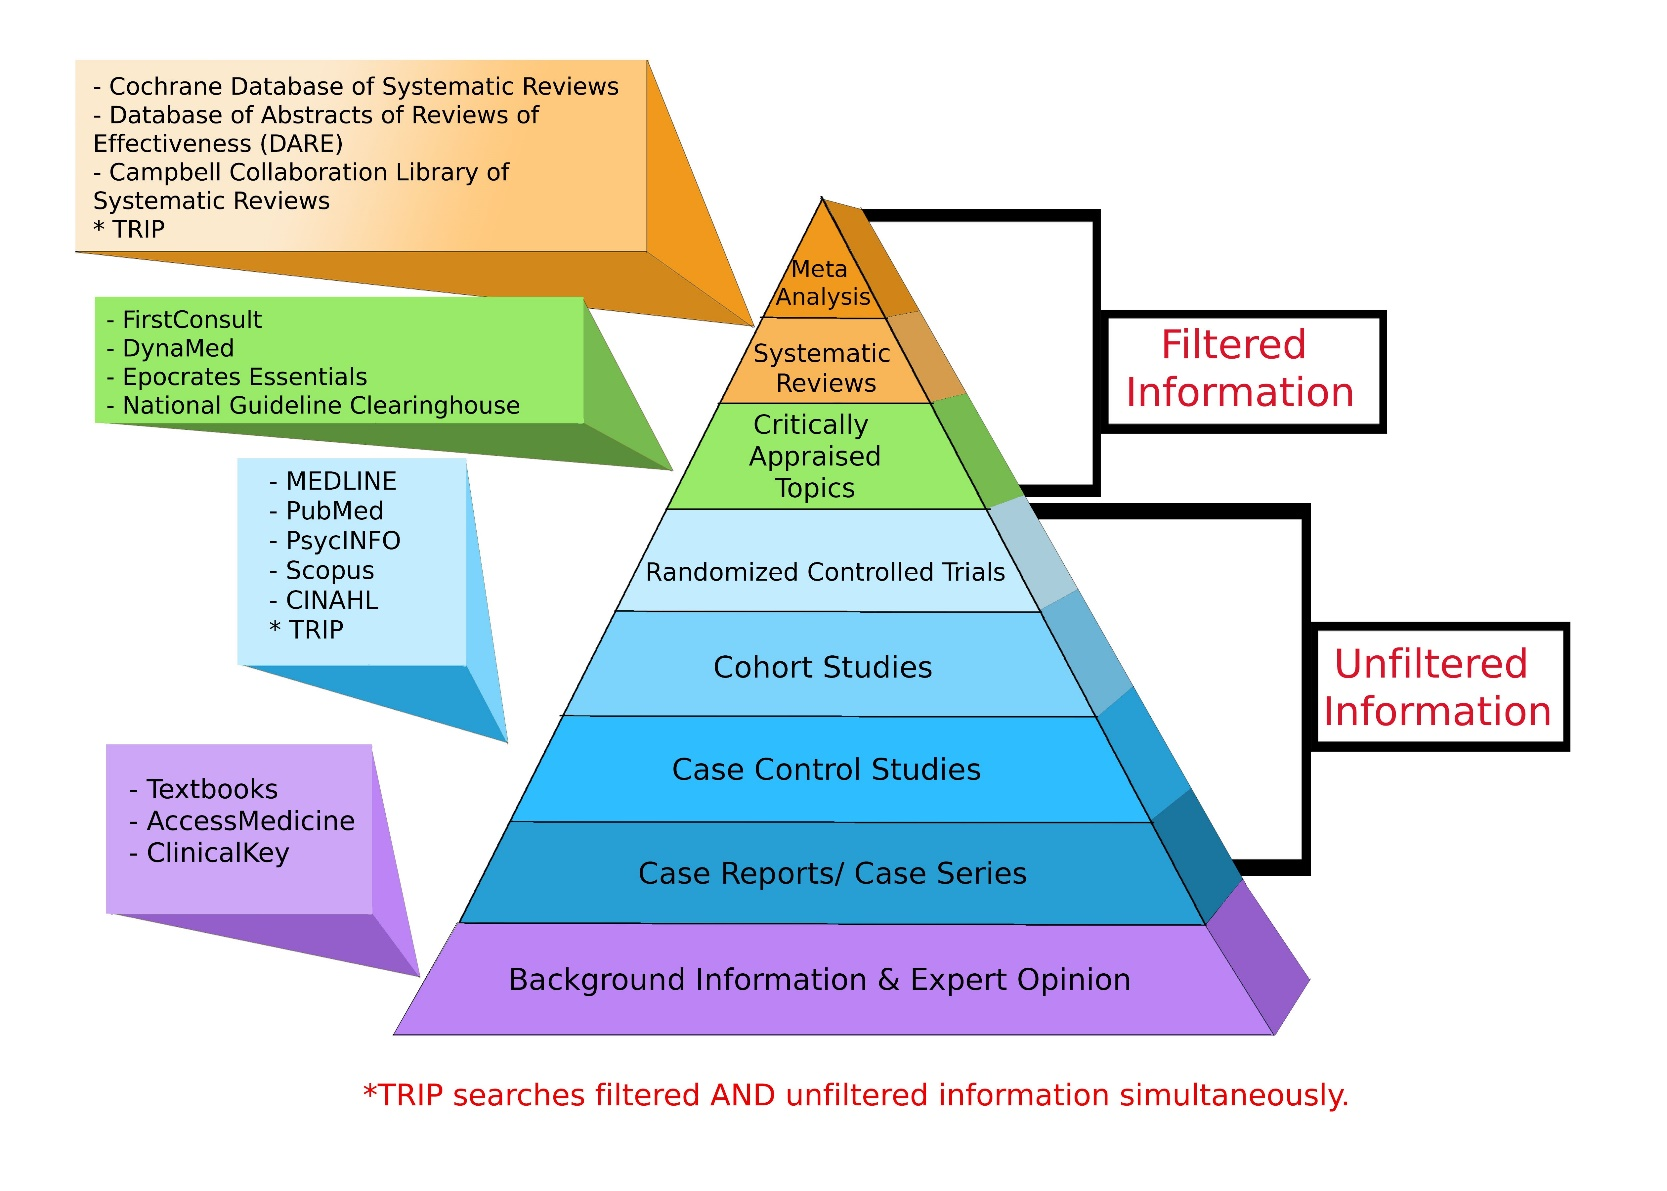 - Cochrane Database of Systematic Reviews
- Database of Abstracts of Reviews of
Effectiveness (DARE)
- Campbell Collaboration Library of
Systematic Reviews
* TRIP
- FirstConsult
- DynaMed
- Epocrates Essentials
- National Guideline Clearinghouse
- MEDLINE
- PubMed
- PsycINFO
- Scopus
- CINAHL
* TRIP
- Textbooks
- AccessMedicine
- ClinicalKey
Meta
Analysis
Systematic
Reviews
Critically
Appraised
Topics
Randomized Controlled Trials
Cohort Studies
Case Control Studies
Case Reports/ Case Series
Background Information & Expert Opinion
Filtered
Information
Unfiltered
Information
*TRIP searches filtered AND unfiltered information simultaneously.